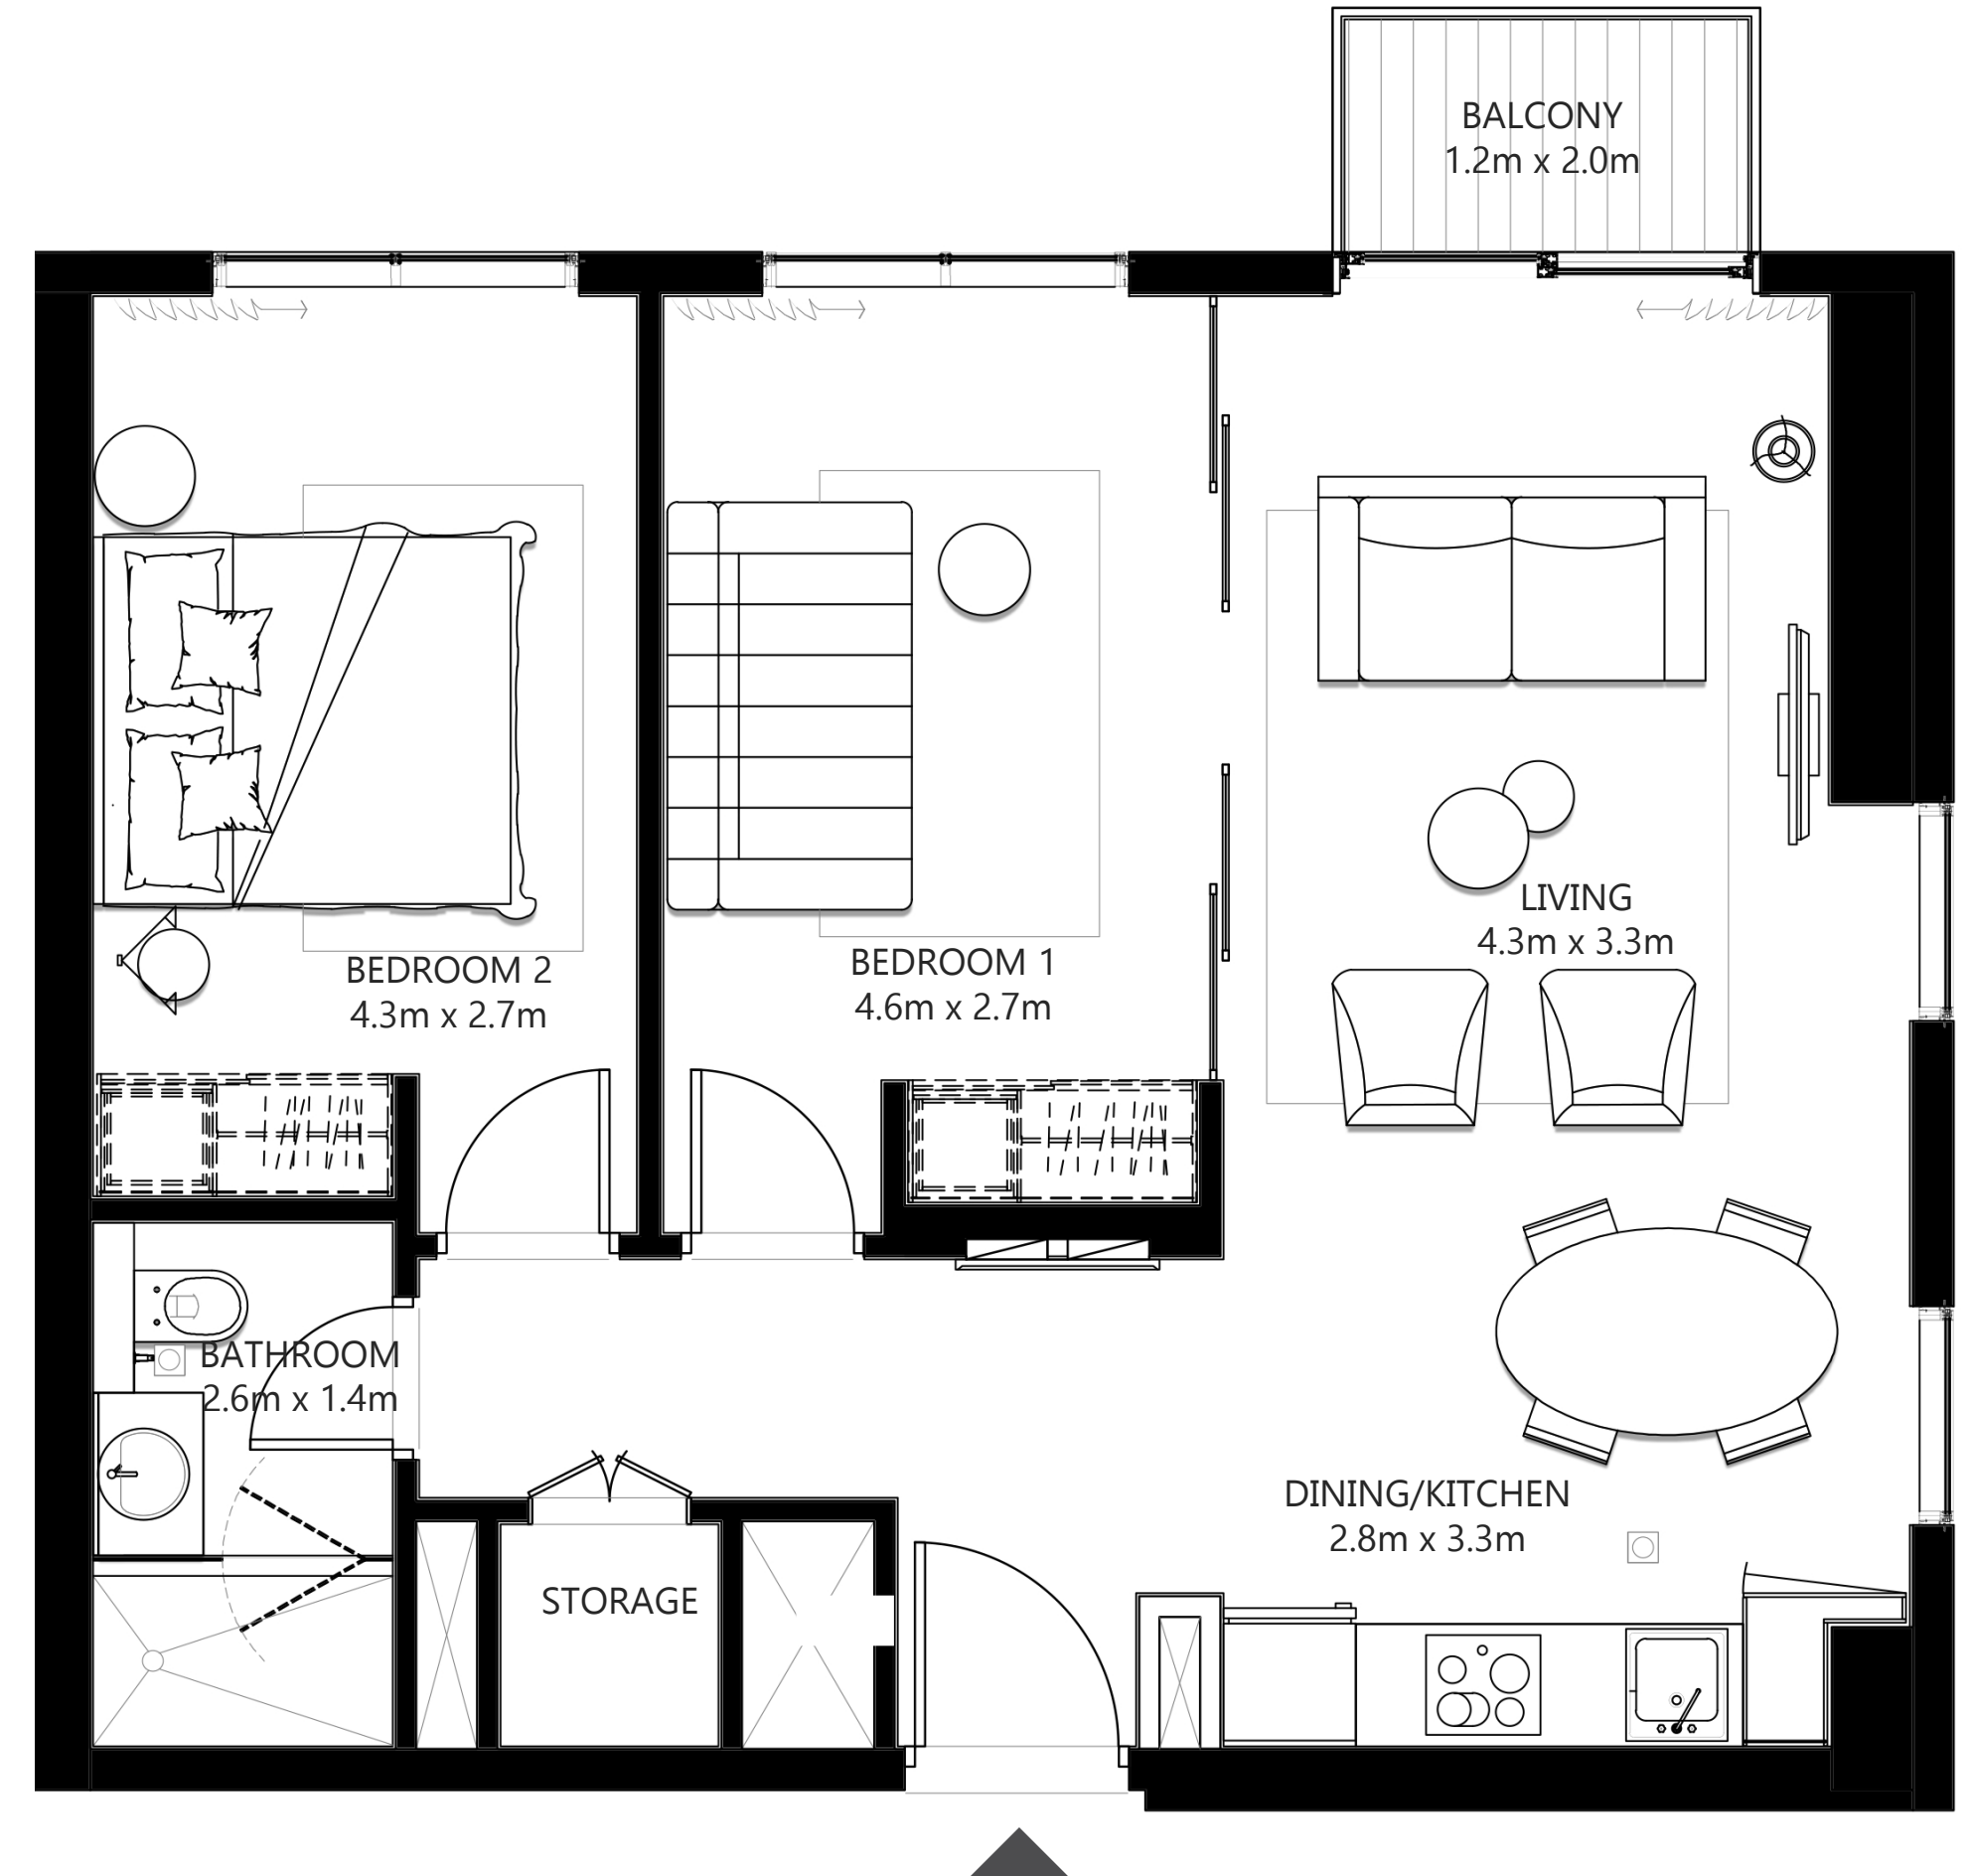 BALCONY
1.2m x 2.0m
LIVING
4.3m x 3.3m
BEDROOM 1
4.6m x 2.7m
BEDROOM 2
4.3m x 2.7m
BATHROOM
2.6m x 1.4m
DINING/KITCHEN
2.8m x 3.3m
STORAGE